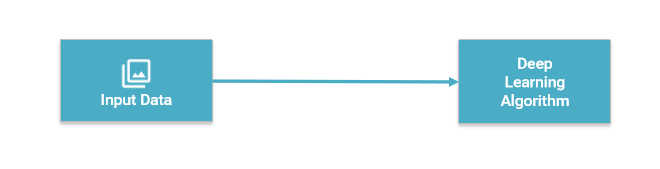 Input Data
Deep
Learning
Algorithm